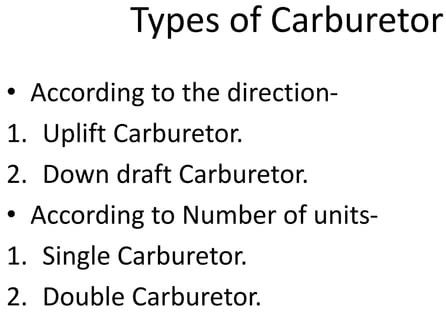 Types of Carburetor
• According to the direction-
1. Uplift Carburetor.
2. Down draft Carburetor.
• According to Number of units-
1. Single Carburetor.
2. Double Carburetor.